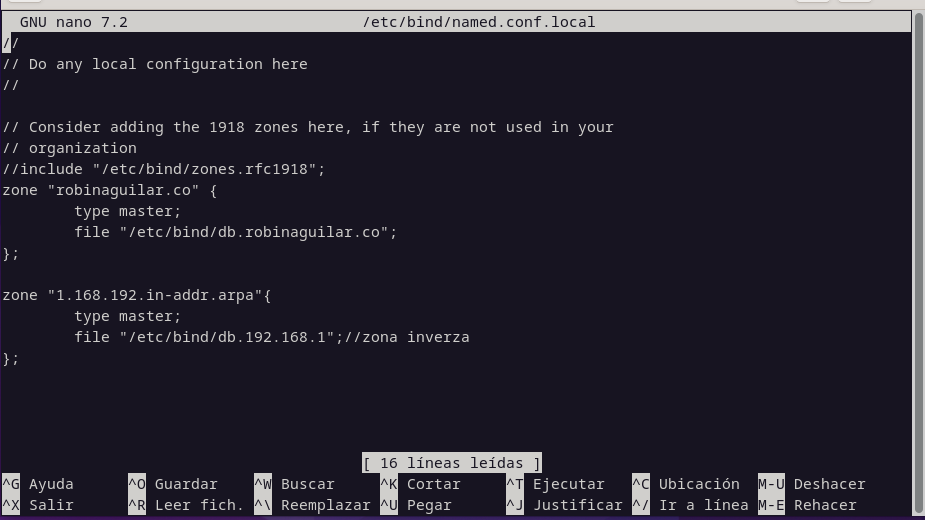 GNU nano 7.2 /etc/bind/named.conf.local
//
// Do any local configuration here
//
// Consider adding the 1918 zones here, if they are not used in your
// organization
//include "/etc/bind/zones.rfc1918";
zone "robinaguilar.co" {
type master;
file "/etc/bind/db.robinaguilar.co";
};
zone "1.168.192.in-addr.arpa"{
type master;
file "/etc/bind/db.192.168.1";//zona inverza
};
[ 16 líneas leídas ]
^G Ayuda ^O Guardar ^W Buscar ^K Cortar ^T Ejecutar ^C Ubicación M-U Deshacer
^X Salir ^R Leer fich. ^\ Reemplazar ^U Pegar ^J Justificar ^/ Ir a línea M-E Rehacer